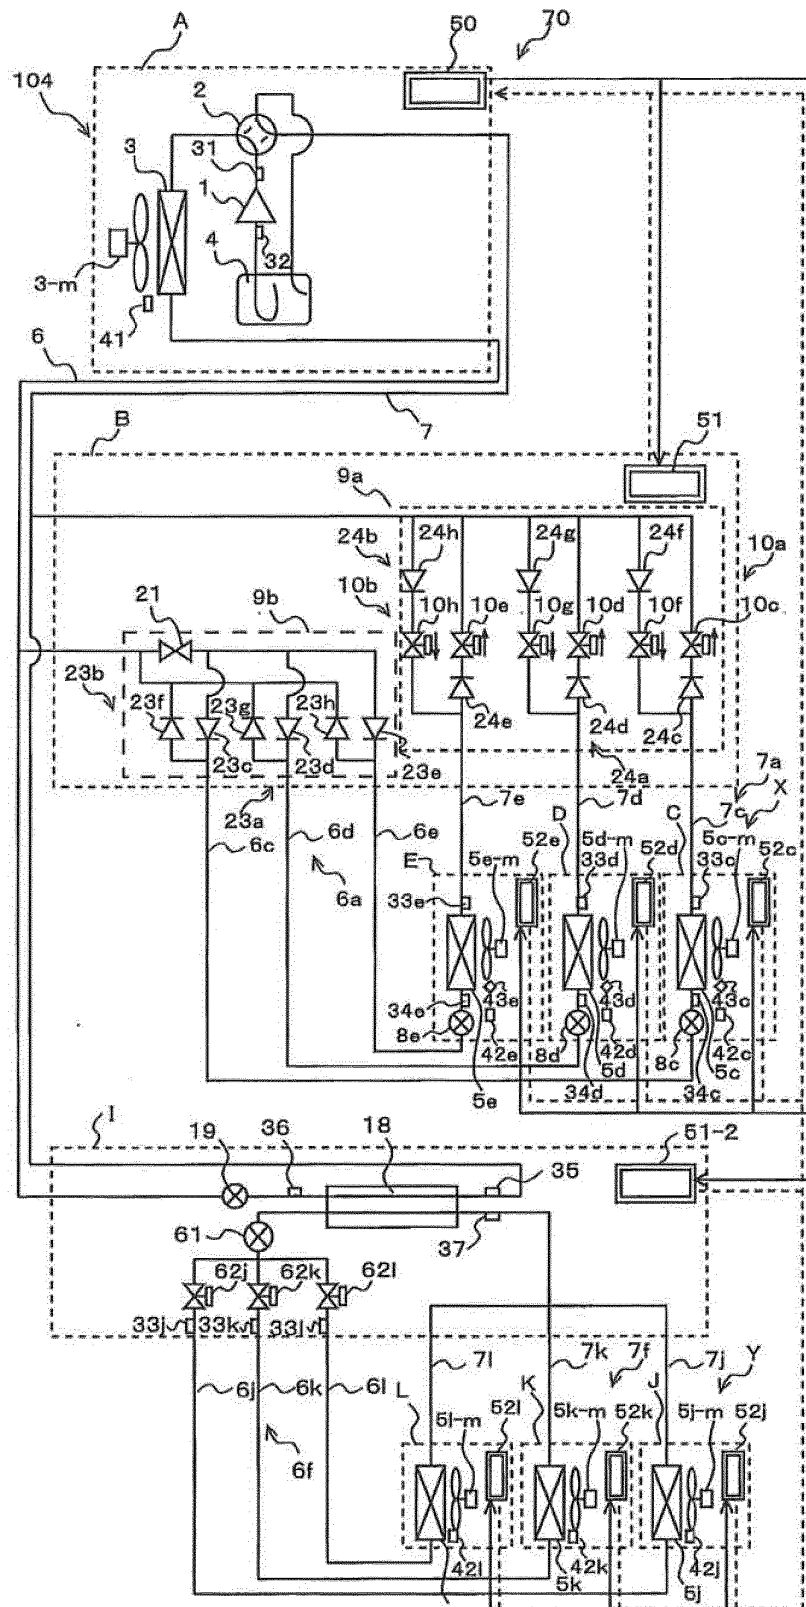 A
50
70
104
2
3
31
1
4
32
3-m
41
6
7
B
51
9a
24b
24h
24g
24f
10a
10b
10h
10e
10g
10d
10f
10c
21
9b
23b
23f
23g
23h
24e
24d
24c
23c
23d
23e
24a
7a
23a
7e
7d
7c
X
6c
6d
6e
6a
E
D
C
5e-m
52e
5d-m
52d
5c-m
52c
33e
33d
33c
34e
43e
43d
43c
8e
42e
8d
42d
8c
42c
5e
34d
5d
34c
5c
I
19
36
18
35
51-2
61
37
62j
62k
62l
33j
33k
33l
7l
7k
7f
7j
Y
6j
6k
6l
L
K
J
6f
5l-m
52l
5k-m
52k
5j-m
52j
42l
42k
5k
42j
5j